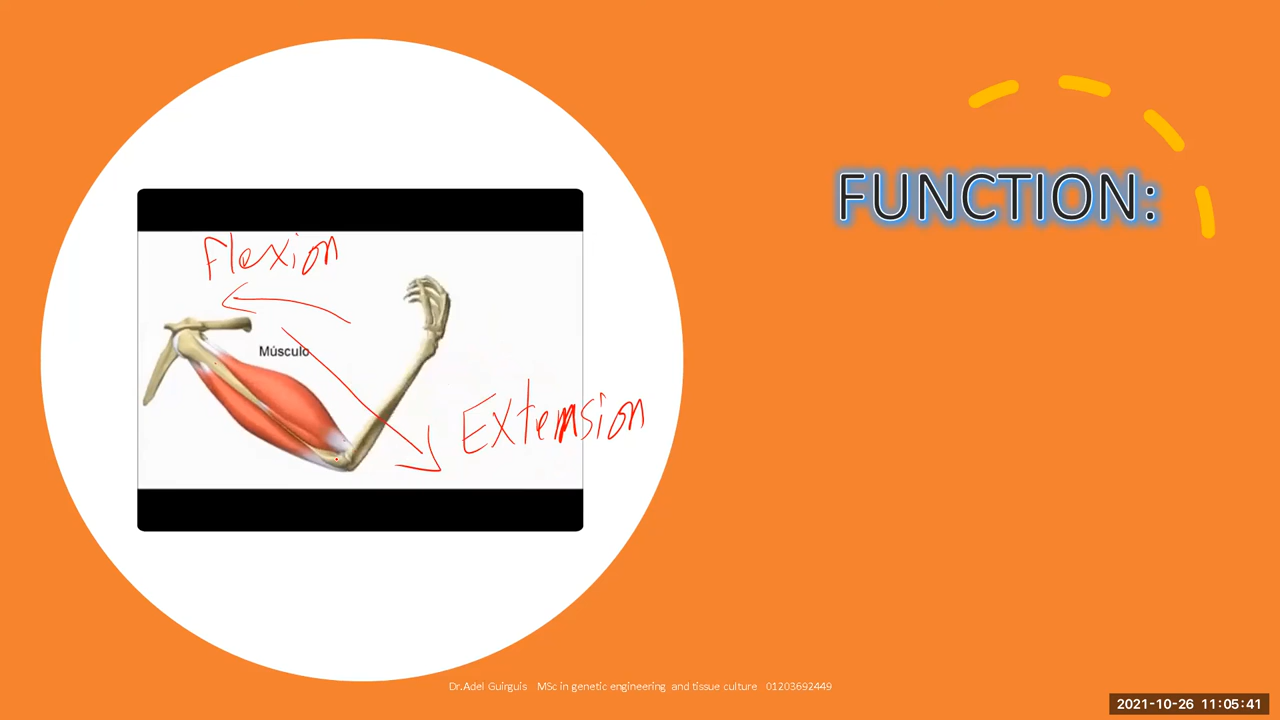 FUNCTION:
Flexion
Músculo
Extension
Dr.Adel Guirguis MSc in genetic engineering and tissue culture 01203692449
2021-10-26 11:05:41